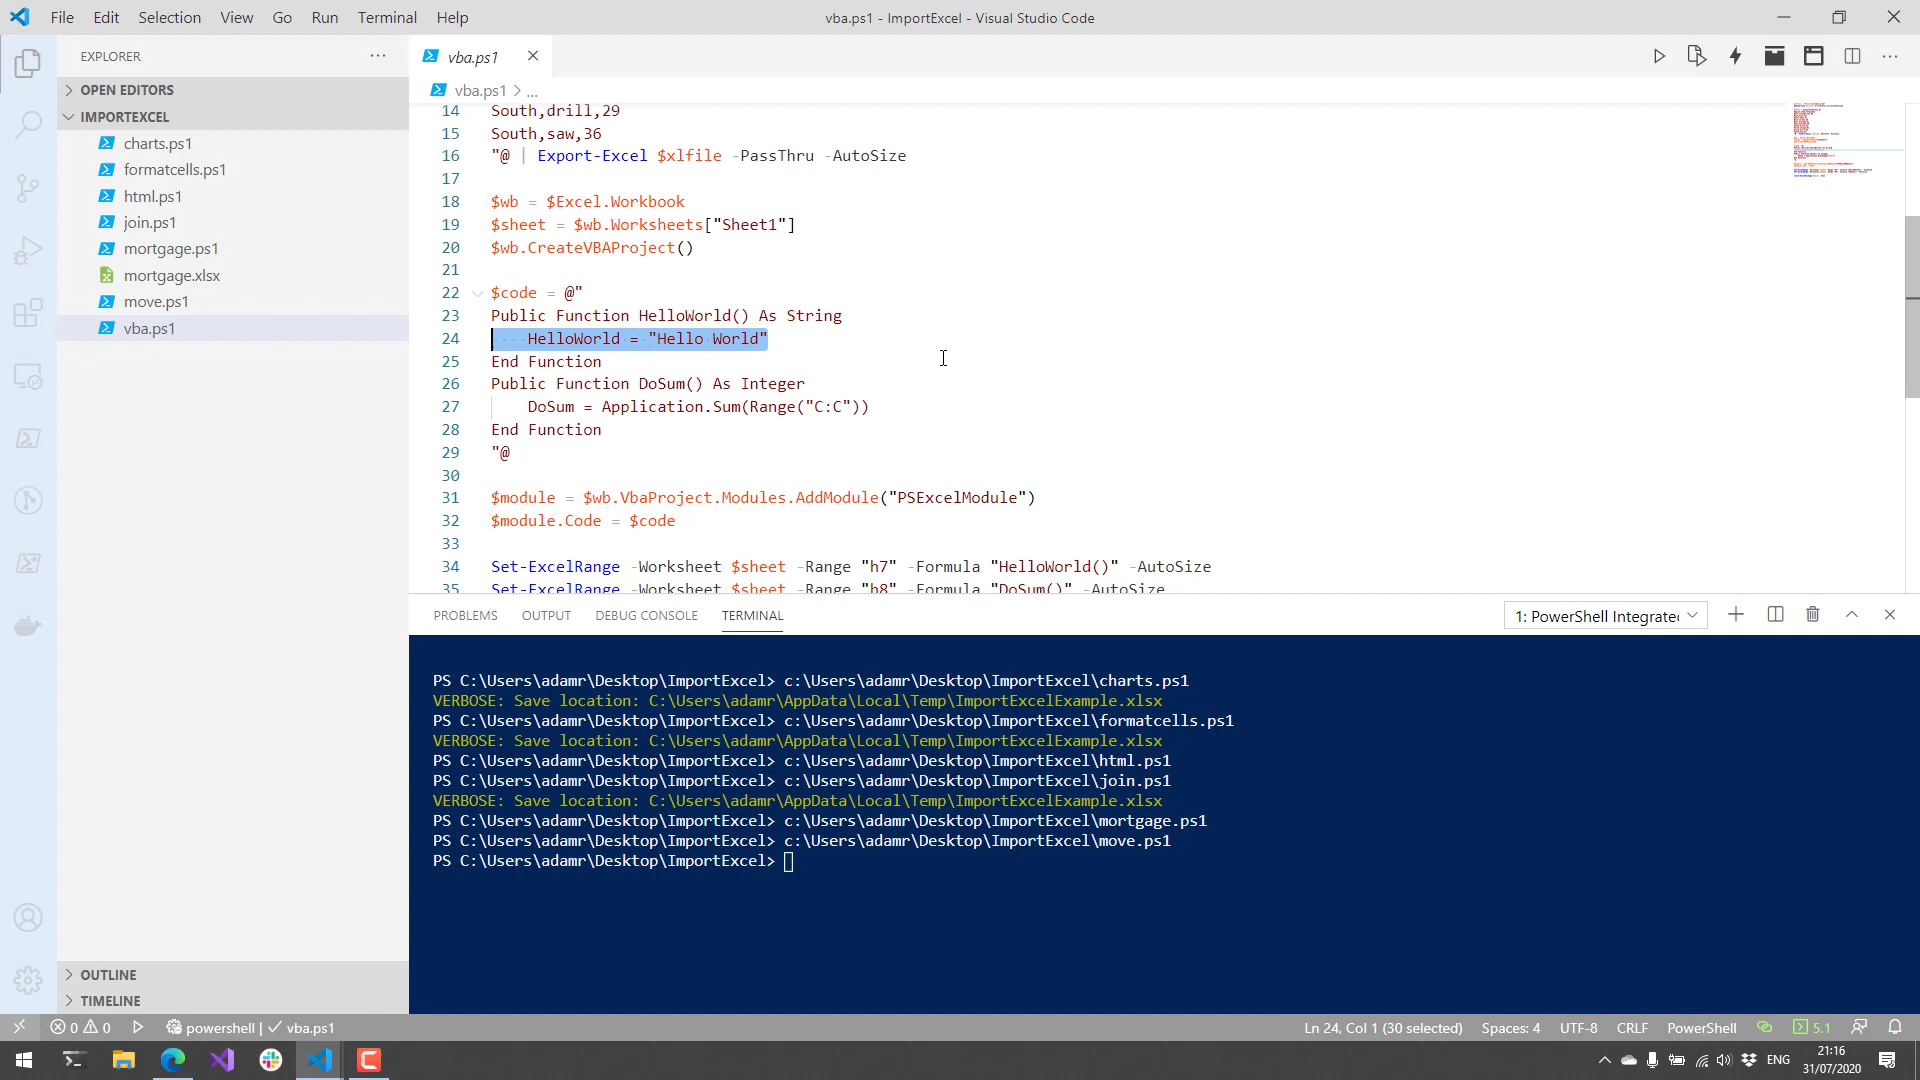 File Edit Selection View Go Run Terminal Help
vba.ps1 - ImportExcel - Visual Studio Code
EXPLORER
OPEN EDITORS
IMPORTEXCEL
charts.ps1
formatcells.ps1
html.ps1
join.ps1
mortgage.ps1
mortgage.xlsx
move.ps1
vba.ps1
OUTLINE
TIMELINE
vba.ps1
vba.ps1 > ...
14 South,drill,29
15 South,saw,36
16 "@ | Export-Excel $xlfile -PassThru -AutoSize
17
18 $wb = $Excel.Workbook
19 $sheet = $wb.Worksheets["Sheet1"]
20 $wb.CreateVBAProject()
21
22 $code = @"
23 Public Function HelloWorld() As String
24 HelloWorld = "Hello World"
25 End Function
26 Public Function DoSum() As Integer
27 DoSum = Application.Sum(Range("C:C"))
28 End Function
29 "@
30
31 $module = $wb.VbaProject.Modules.AddModule("PSExcelModule")
32 $module.Code = $code
33
34 Set-ExcelRange -Worksheet $sheet -Range "h7" -Formula "HelloWorld()" -AutoSize
35 Set-ExcelRange -Worksheet $sheet -Range "h8" -Formula "DoSum()" -AutoSize
PROBLEMS OUTPUT DEBUG CONSOLE TERMINAL
1: PowerShell Integrated
PS C:\Users\adamr\Desktop\ImportExcel> c:\Users\adamr\Desktop\ImportExcel\charts.ps1
VERBOSE: Save location: C:\Users\adamr\AppData\Local\Temp\ImportExcelExample.xlsx
PS C:\Users\adamr\Desktop\ImportExcel> c:\Users\adamr\Desktop\ImportExcel\formatcells.ps1
VERBOSE: Save location: C:\Users\adamr\AppData\Local\Temp\ImportExcelExample.xlsx
PS C:\Users\adamr\Desktop\ImportExcel> c:\Users\adamr\Desktop\ImportExcel\html.ps1
PS C:\Users\adamr\Desktop\ImportExcel> c:\Users\adamr\Desktop\ImportExcel\join.ps1
VERBOSE: Save location: C:\Users\adamr\AppData\Local\Temp\ImportExcelExample.xlsx
PS C:\Users\adamr\Desktop\ImportExcel> c:\Users\adamr\Desktop\ImportExcel\mortgage.ps1
PS C:\Users\adamr\Desktop\ImportExcel> c:\Users\adamr\Desktop\ImportExcel\move.ps1
PS C:\Users\adamr\Desktop\ImportExcel>
0 0 powershell | ✓ vba.ps1
Ln 24, Col 1 (30 selected) Spaces: 4 UTF-8 CRLF PowerShell 5.1
ENG
21:16
31/07/2020